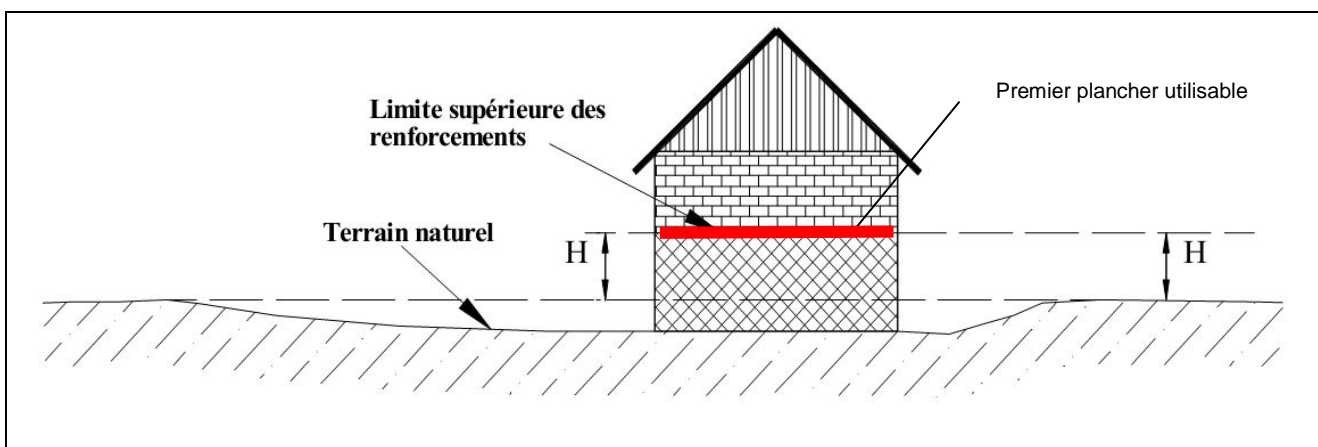 Premier plancher utilisable
Limite supérieure des
renforcements
Terrain naturel
H
H